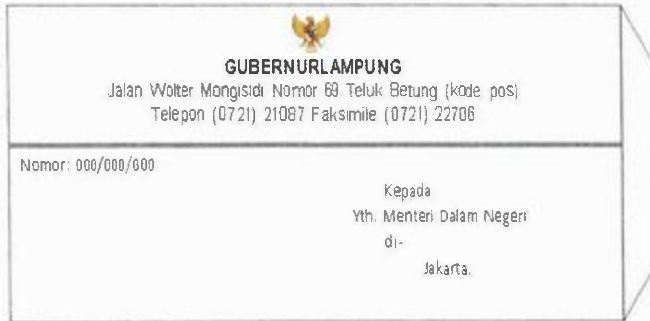 GUBERNURLAMPUNG
Jalan Wolter Mongisidi Nomor 69 Teluk Betung (kode pos)
Telepon (0721) 21087 Faksimile (0721) 22706
Nomor: 000/000/000
Kepada
Yth. Menteri Dalam Negeri
di-
Jakarta.